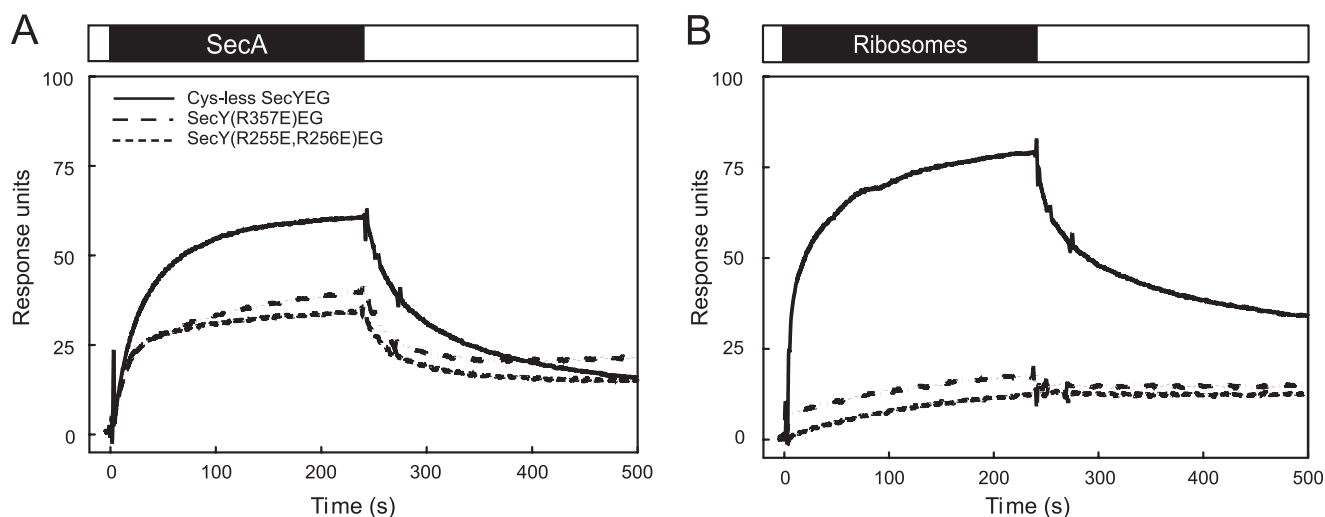 A
SecA
Response units
100
75
50
25
0
Cys-less SecYEG
SecY(R357E)EG
SecY(R255E,R256E)EG
0 100 200 300 400 500
Time (s)
B
Ribosomes
Response units
100
75
50
25
0
0 100 200 300 400 500
Time (s)